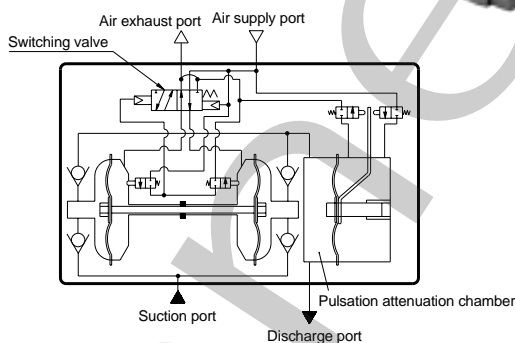 Air exhaust port
Air supply port
Switching valve
Pulsation attenuation chamber
Suction port
Discharge port